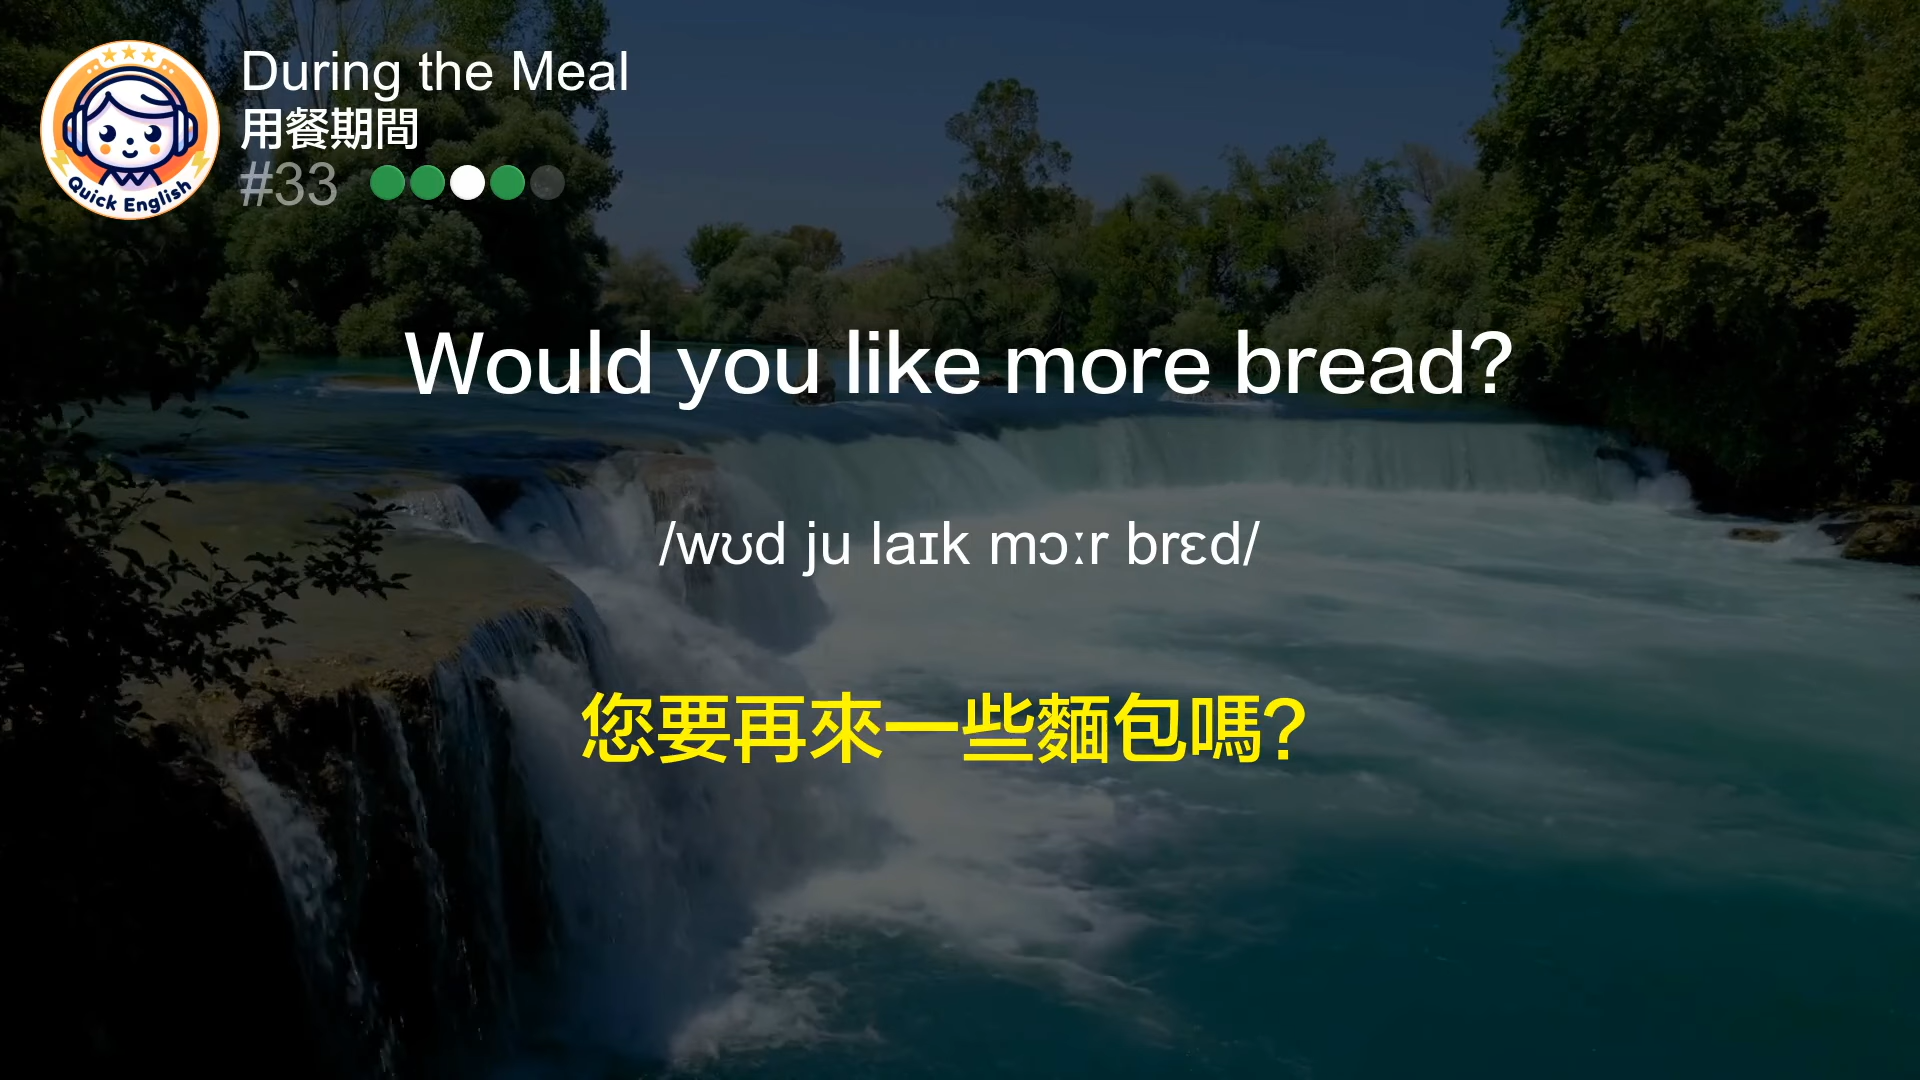 During the Meal
用餐期間
#33
Quick English
Would you like more bread?
/wʊd ju laɪk mɔːr brɛd/
您要再來一些麵包嗎?